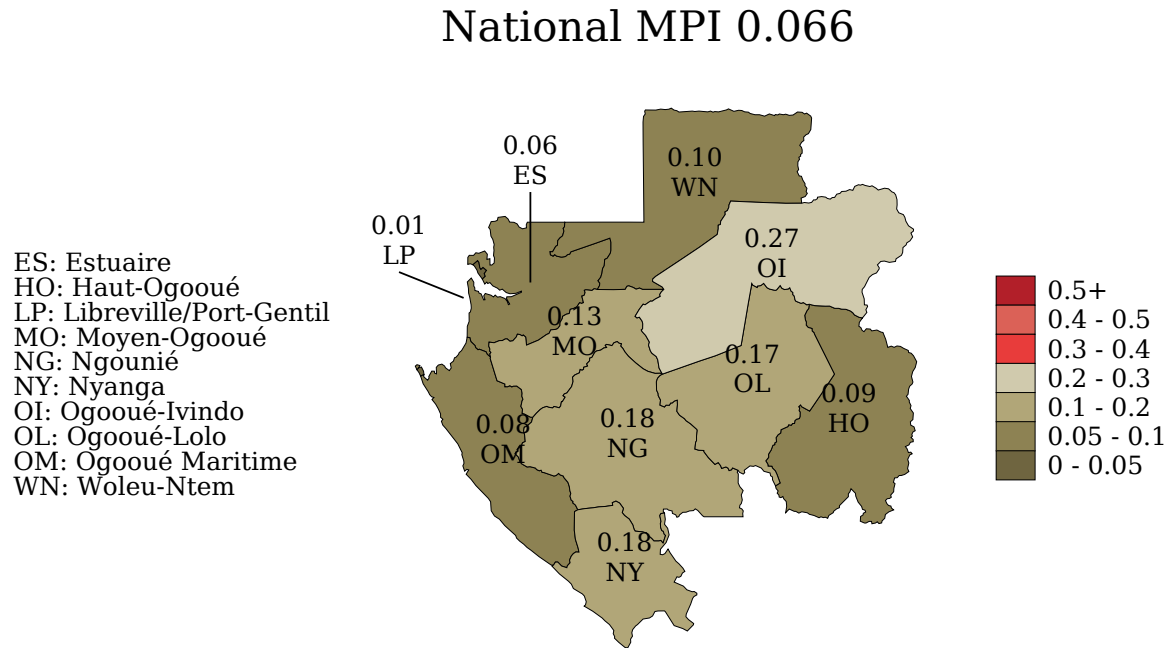 National MPI 0.066
0.06
ES
0.10
WN
0.01
LP
0.27
OI
ES: Estuaire
HO: Haut-Ogooué
LP: Libreville/Port-Gentil
MO: Moyen-Ogooué
NG: Ngounié
NY: Nyanga
OI: Ogooué-Ivindo
OL: Ogooué-Lolo
OM: Ogooué Maritime
WN: Woleu-Ntem
0.13
MO
0.17
OL
0.09
HO
0.08
OM
0.18
NG
0.18
NY
0.5+
0.4 - 0.5
0.3 - 0.4
0.2 - 0.3
0.1 - 0.2
0.05 - 0.1
0 - 0.05